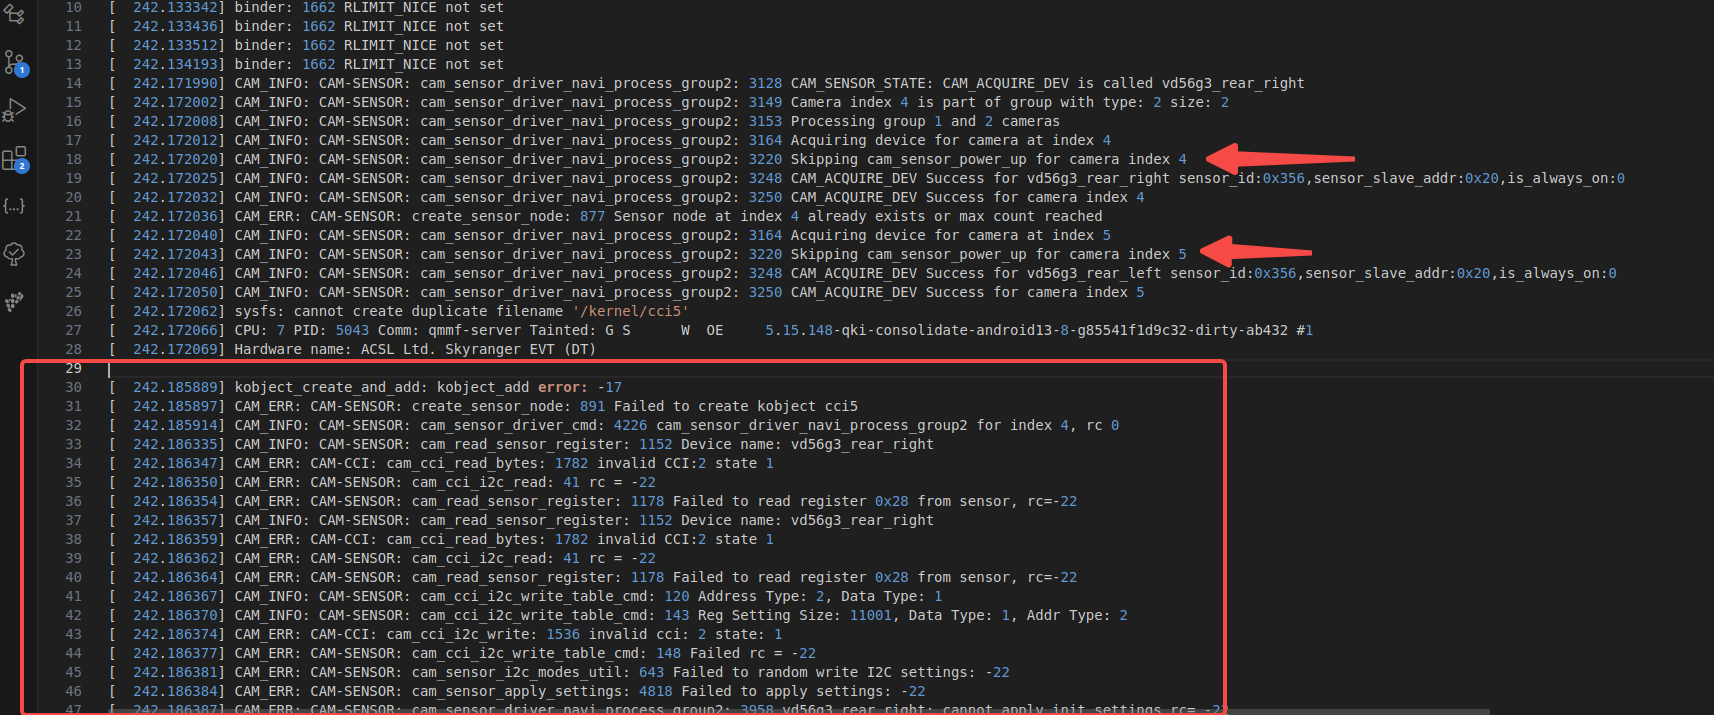 10 [  242.133342] binder: 1662 RLIMIT_NICE not set
11 [  242.133436] binder: 1662 RLIMIT_NICE not set
12 [  242.133512] binder: 1662 RLIMIT_NICE not set
13 [  242.134193] binder: 1662 RLIMIT_NICE not set
14 [  242.171990] CAM_INFO: CAM-SENSOR: cam_sensor_driver_navi_process_group2: 3128 CAM_SENSOR_STATE: CAM_ACQUIRE_DEV is called vd56g3_rear_right
15 [  242.172002] CAM_INFO: CAM-SENSOR: cam_sensor_driver_navi_process_group2: 3149 Camera index 4 is part of group with type: 2 size: 2
16 [  242.172008] CAM_INFO: CAM-SENSOR: cam_sensor_driver_navi_process_group2: 3153 Processing group 1 and 2 cameras
17 [  242.172012] CAM_INFO: CAM-SENSOR: cam_sensor_driver_navi_process_group2: 3164 Acquiring device for camera at index 4
18 [  242.172020] CAM_INFO: CAM-SENSOR: cam_sensor_driver_navi_process_group2: 3220 Skipping cam_sensor_power_up for camera index 4
19 [  242.172025] CAM_INFO: CAM-SENSOR: cam_sensor_driver_navi_process_group2: 3248 CAM_ACQUIRE_DEV Success for vd56g3_rear_right sensor_id:0x356,sensor_slave_addr:0x20,is_always_on:0
20 [  242.172032] CAM_INFO: CAM-SENSOR: cam_sensor_driver_navi_process_group2: 3250 CAM_ACQUIRE_DEV Success for camera index 4
21 [  242.172036] CAM_ERR: CAM-SENSOR: create_sensor_node: 877 Sensor node at index 4 already exists or max count reached
22 [  242.172040] CAM_INFO: CAM-SENSOR: cam_sensor_driver_navi_process_group2: 3164 Acquiring device for camera at index 5
23 [  242.172043] CAM_INFO: CAM-SENSOR: cam_sensor_driver_navi_process_group2: 3220 Skipping cam_sensor_power_up for camera index 5
24 [  242.172046] CAM_INFO: CAM-SENSOR: cam_sensor_driver_navi_process_group2: 3248 CAM_ACQUIRE_DEV Success for vd56g3_rear_left sensor_id:0x356,sensor_slave_addr:0x20,is_always_on:0
25 [  242.172050] CAM_INFO: CAM-SENSOR: cam_sensor_driver_navi_process_group2: 3250 CAM_ACQUIRE_DEV Success for camera index 5
26 [  242.172062] sysfs: cannot create duplicate filename '/kernel/cci5'
27 [  242.172066] CPU: 7 PID: 5043 Comm: qmmf-server Tainted: G S      W  OE     5.15.148-qki-consolidate-android13-8-g85541f1d9c32-dirty-ab432 #1
28 [  242.172069] Hardware name: ACSL Ltd. Skyranger EVT (DT)
29
30 [  242.185889] kobject_create_and_add: kobject_add error: -17
31 [  242.185897] CAM_ERR: CAM-SENSOR: create_sensor_node: 891 Failed to create kobject cci5
32 [  242.185914] CAM_INFO: CAM-SENSOR: cam_sensor_driver_cmd: 4226 cam_sensor_driver_navi_process_group2 for index 4, rc 0
33 [  242.186335] CAM_INFO: CAM-SENSOR: cam_read_sensor_register: 1152 Device name: vd56g3_rear_right
34 [  242.186347] CAM_ERR: CAM-CCI: cam_cci_read_bytes: 1782 invalid CCI:2 state 1
35 [  242.186350] CAM_ERR: CAM-SENSOR: cam_cci_i2c_read: 41 rc = -22
36 [  242.186354] CAM_ERR: CAM-SENSOR: cam_read_sensor_register: 1178 Failed to read register 0x28 from sensor, rc=-22
37 [  242.186357] CAM_INFO: CAM-SENSOR: cam_read_sensor_register: 1152 Device name: vd56g3_rear_right
38 [  242.186359] CAM_ERR: CAM-CCI: cam_cci_read_bytes: 1782 invalid CCI:2 state 1
39 [  242.186362] CAM_ERR: CAM-SENSOR: cam_cci_i2c_read: 41 rc = -22
40 [  242.186364] CAM_ERR: CAM-SENSOR: cam_read_sensor_register: 1178 Failed to read register 0x28 from sensor, rc=-22
41 [  242.186367] CAM_INFO: CAM-SENSOR: cam_cci_i2c_write_table_cmd: 120 Address Type: 2, Data Type: 1
42 [  242.186370] CAM_INFO: CAM-SENSOR: cam_cci_i2c_write_table_cmd: 143 Reg Setting Size: 11001, Data Type: 1, Addr Type: 2
43 [  242.186374] CAM_ERR: CAM-CCI: cam_cci_i2c_write: 1536 invalid cci: 2 state: 1
44 [  242.186377] CAM_ERR: CAM-SENSOR: cam_cci_i2c_write_table_cmd: 148 Failed rc = -22
45 [  242.186381] CAM_ERR: CAM-SENSOR: cam_sensor_i2c_modes_util: 643 Failed to random write I2C settings: -22
46 [  242.186384] CAM_ERR: CAM-SENSOR: cam_sensor_apply_settings: 4818 Failed to apply settings: -22
47 [  242.186387] CAM_ERR: CAM-SENSOR: cam_sensor_driver_navi_process_group2: 3958 vd56g3_rear_right: cannot apply init settings rc= -22
1
2